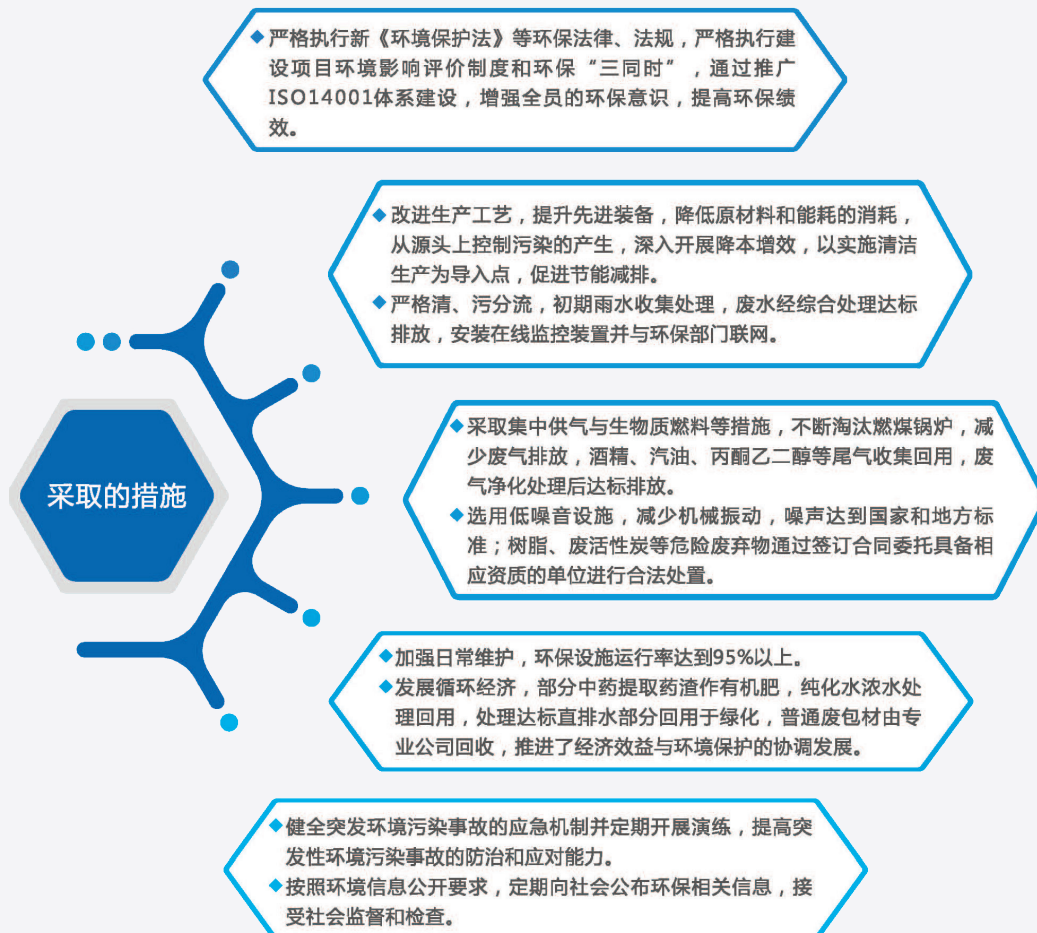 严格执行新《环境保护法》等环保法律、法规，严格执行建
设项目环境影响评价制度和环保“三同时”，通过推广
ISO14001体系建设，增强全员的环保意识，提高环保绩
效。
改进生产工艺，提升先进装备，降低原材料和能耗的消耗，
从源头上控制污染的产生，深入开展降本增效，以实施清洁
生产为导入点，促进节能减排。
严格清、污分流，初期雨水收集处理，废水经综合处理达标
排放，安装在线监控装置并与环保部门联网。
采取的措施
采取集中供气与生物质燃料等措施，不断淘汰燃煤锅炉，减
少废气排放，酒精、汽油、丙酮乙二醇等尾气收集回用，废
气净化处理后达标排放。
选用低噪音设施，减少机械振动，噪声达到国家和地方标
准；树脂、废活性炭等危险废弃物通过签订合同委托具备相
应资质的单位进行合法处置。
加强日常维护，环保设施运行率达到95%以上。
发展循环经济，部分中药提取药渣作有机肥，纯化水浓水处
理回用，处理达标直排水部分回用于绿化，普通废包材由专
业公司回收，推进了经济效益与环境保护的协调发展。
健全突发环境污染事故的应急机制并定期开展演练，提高突
发性环境污染事故的防治和应对能力。
按照环境信息公开要求，定期向社会公布环保相关信息，接
受社会监督和检查。